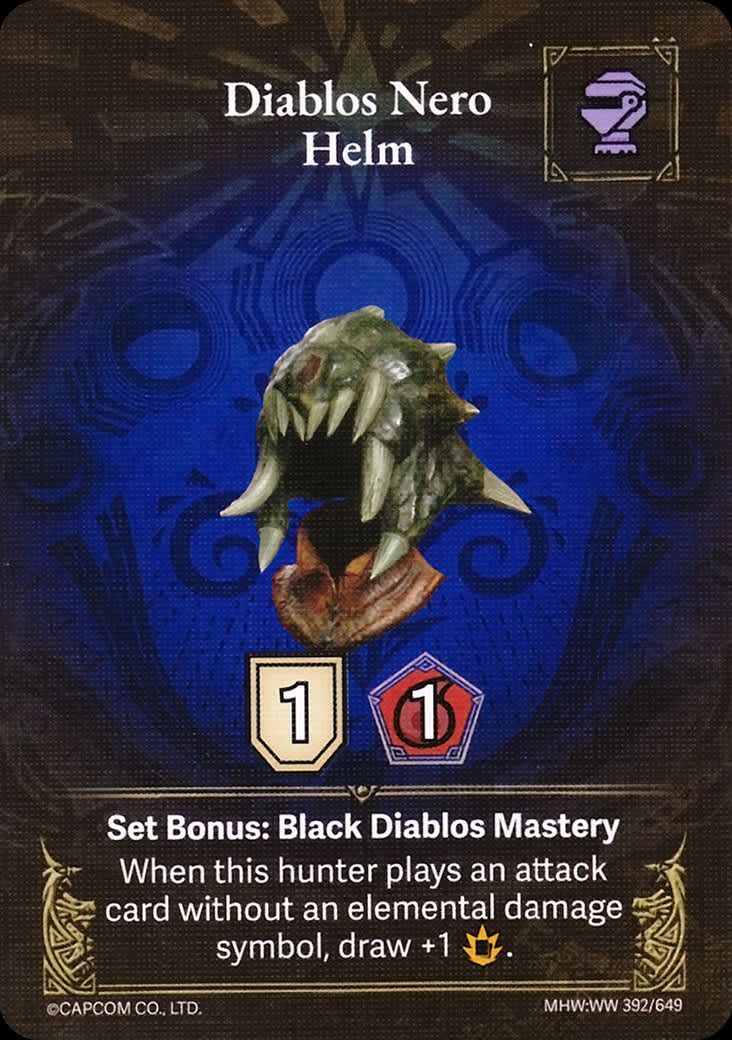 Diablos Nero
Helm
1 1
Set Bonus: Black Diablos Mastery
When this hunter plays an attack
card without an elemental damage
symbol, draw +1 .
©CAPCOM CO., LTD.
MHW:WW 392/649